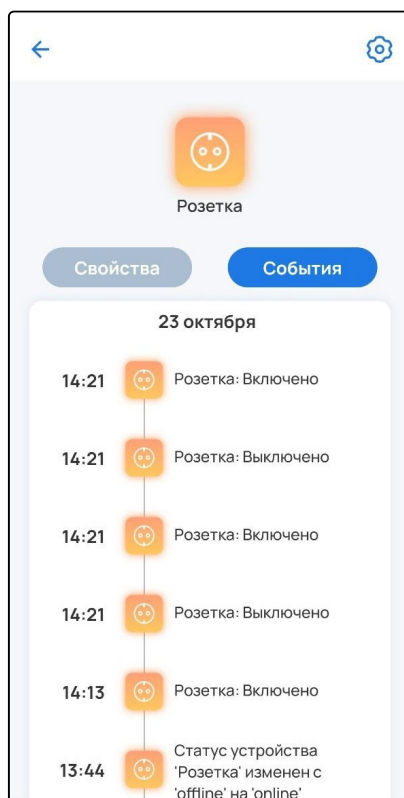 Розетка
Свойства
События
23 октября
14:21 Розетка: Включено
14:21 Розетка: Выключено
14:21 Розетка: Включено
14:21 Розетка: Выключено
14:13 Розетка: Включено
13:44 Статус устройства
'Розетка' изменен с
'offline' на 'online'